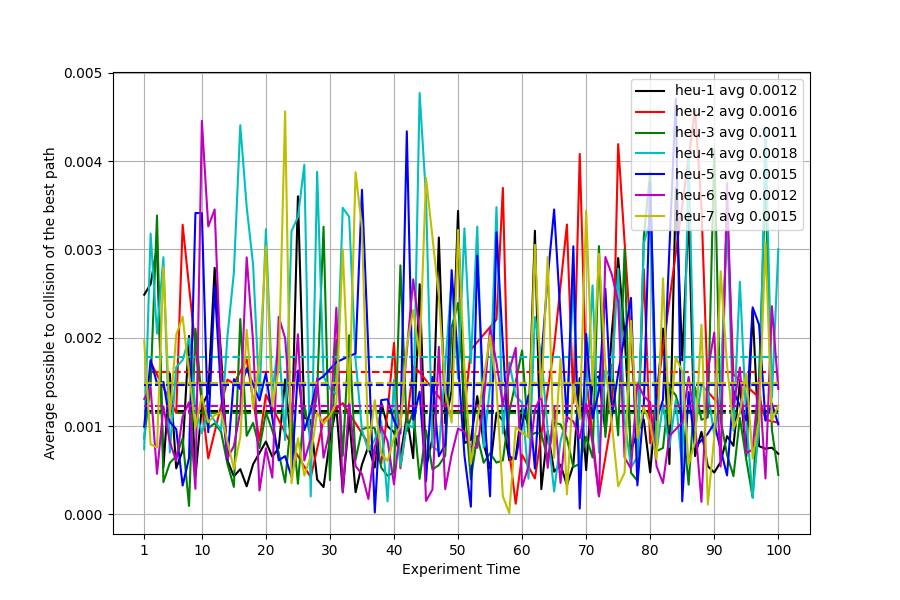 Average possible to collision of the best path
0.005
0.004
0.003
0.002
0.001
0.000
heu-1 avg 0.0012
heu-2 avg 0.0016
heu-3 avg 0.0011
heu-4 avg 0.0018
heu-5 avg 0.0015
heu-6 avg 0.0012
heu-7 avg 0.0015
1 10 20 30 40 50 60 70 80 90 100
Experiment Time